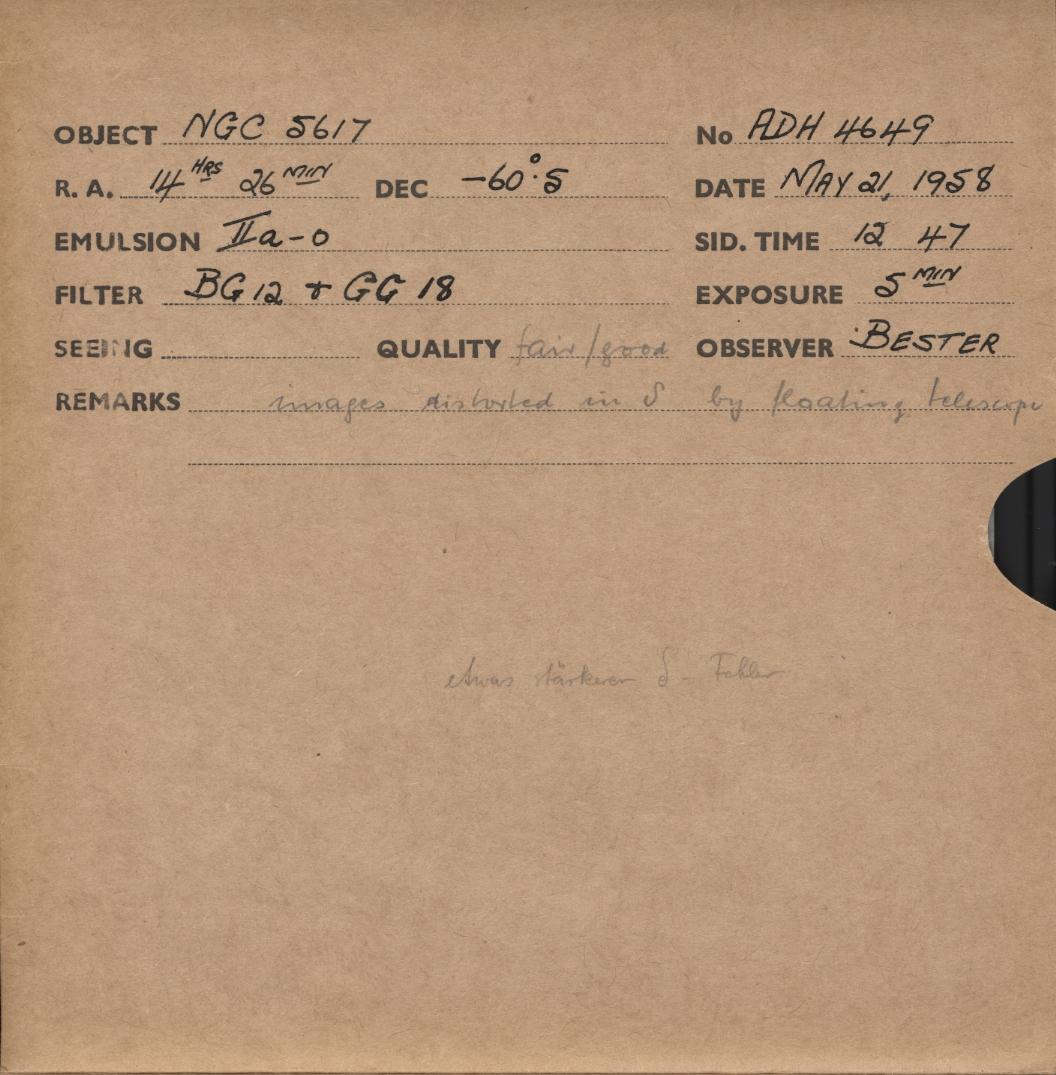 OBJECT NGC 5617 No ADH 4649
R. A. 14 HRS 26 MIN DEC -60°.5 DATE MAY 21, 1958
EMULSION IIa-o SID. TIME 12 47
FILTER BG12 + GG 18 EXPOSURE 5 MIN
SEEING QUALITY fair/good OBSERVER BESTER
REMARKS images distorted in δ by floating telescope
etwas stärkerer δ - Fehler